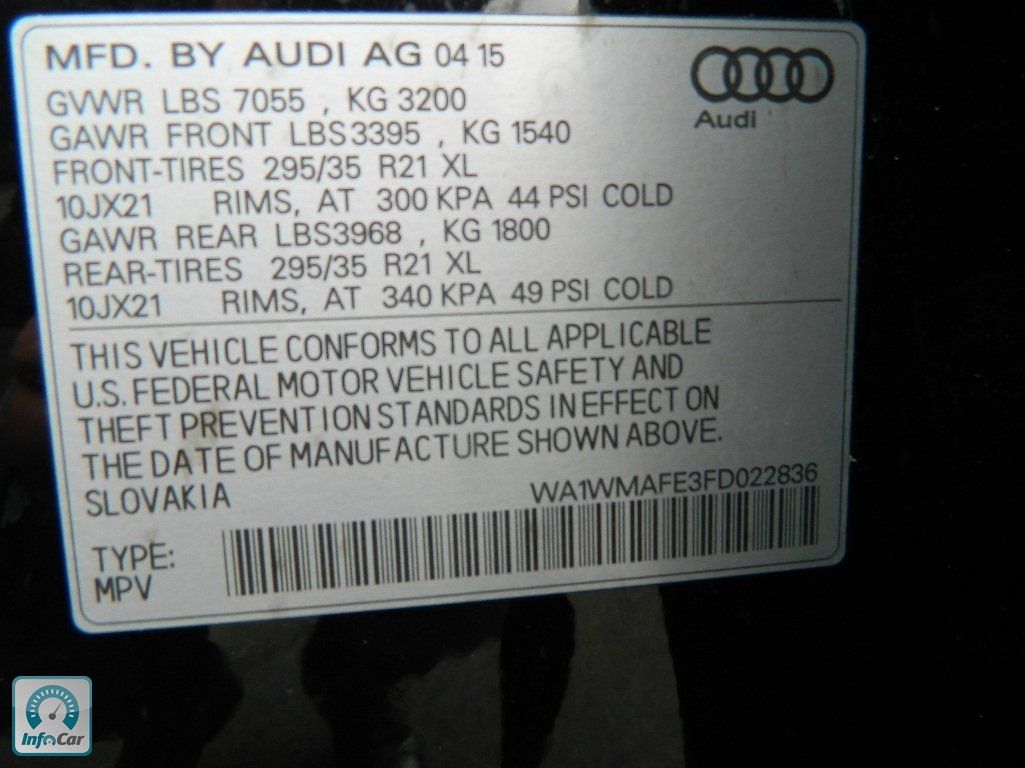 MFD. BY AUDI AG 04 15
Audi
GVWR LBS 7055 , KG 3200
GAWR FRONT LBS3395 , KG 1540
FRONT-TIRES 295/35 R21 XL
10JX21 RIMS, AT 300 KPA 44 PSI COLD
GAWR REAR LBS3968 , KG 1800
REAR-TIRES 295/35 R21 XL
10JX21 RIMS, AT 340 KPA 49 PSI COLD
THIS VEHICLE CONFORMS TO ALL APPLICABLE
U.S. FEDERAL MOTOR VEHICLE SAFETY AND
THEFT PREVENTION STANDARDS IN EFFECT ON
THE DATE OF MANUFACTURE SHOWN ABOVE.
SLOVAKIA
WA1WMAFE3FD022836
TYPE:
MPV
InfoCar